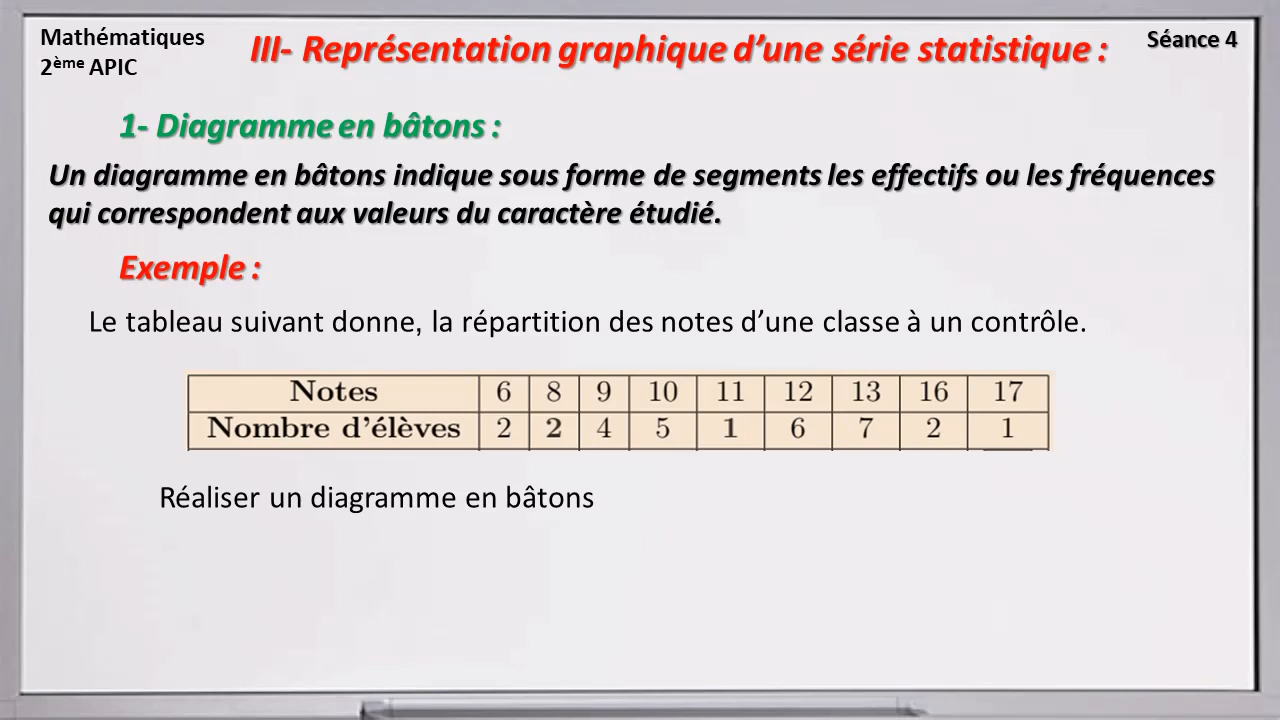 Mathématiques
2ème APIC
III- Représentation graphique d’une série statistique :
Séance 4
1- Diagramme en bâtons :
Un diagramme en bâtons indique sous forme de segments les effectifs ou les fréquences
qui correspondent aux valeurs du caractère étudié.
Exemple :
Le tableau suivant donne, la répartition des notes d’une classe à un contrôle.
Notes 6 8 9 10 11 12 13 16 17
Nombre d’élèves 2 2 4 5 1 6 7 2 1
Réaliser un diagramme en bâtons